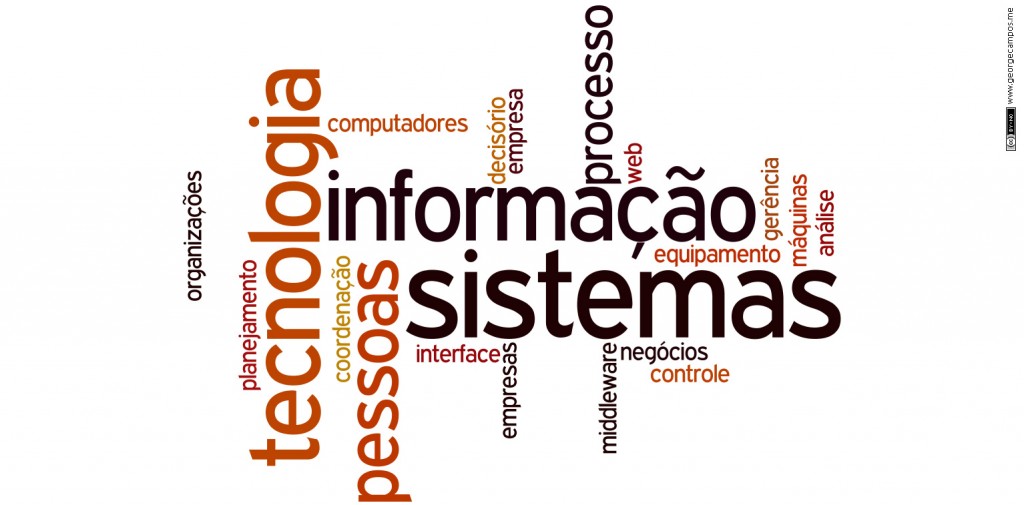 processo
tecnologia
computadores
decisório
empresa
web
informação
organizações
gerência
máquinas
análise
equipamento
sistemas
planejamento
coordenação
pessoas
interface
empresas
middleware
negócios
controle
www.georgecampos.me